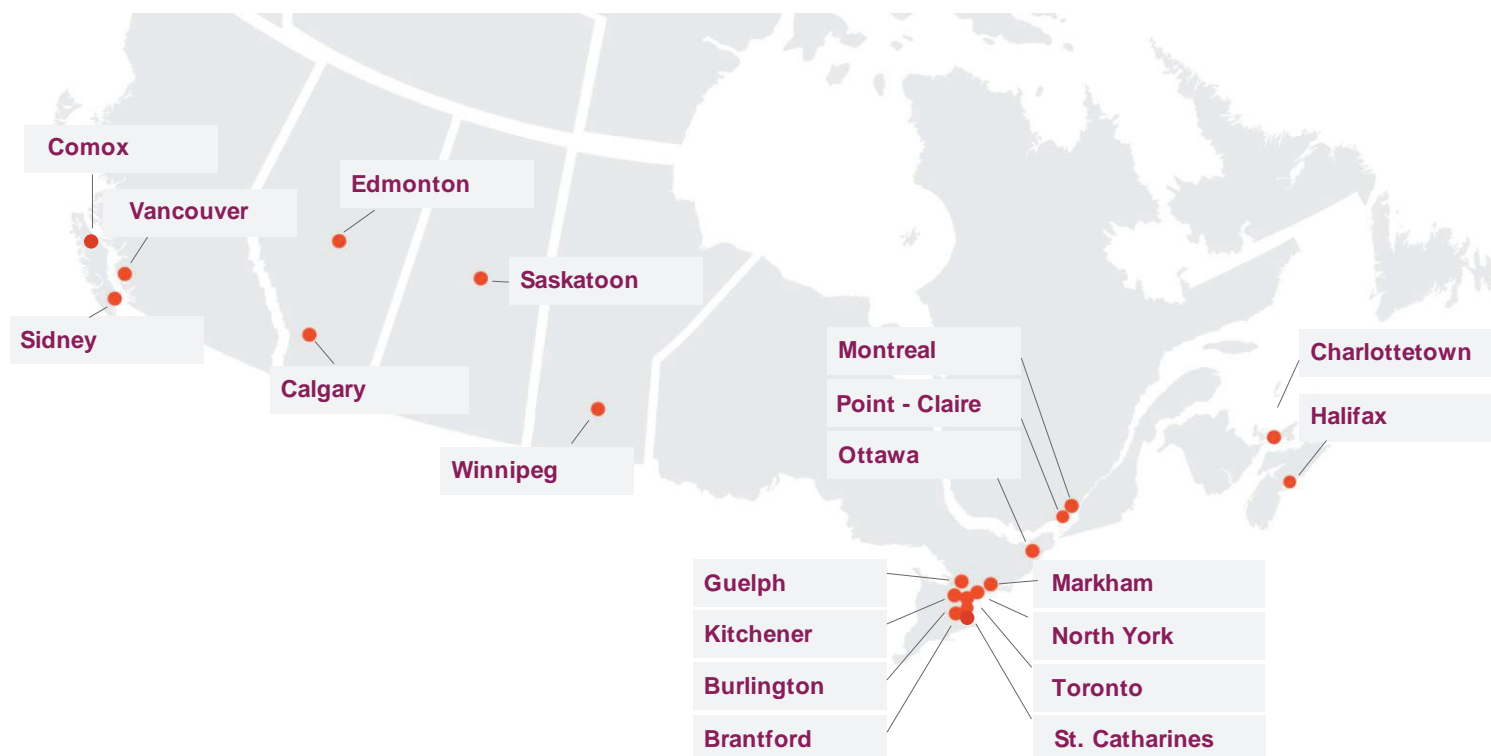 Comox
Vancouver
Edmonton
Saskatoon
Sidney
Calgary
Winnipeg
Montreal
Point - Claire
Ottawa
Charlottetown
Halifax
Guelph
Kitchener
Burlington
Brantford
Markham
North York
Toronto
St. Catharines